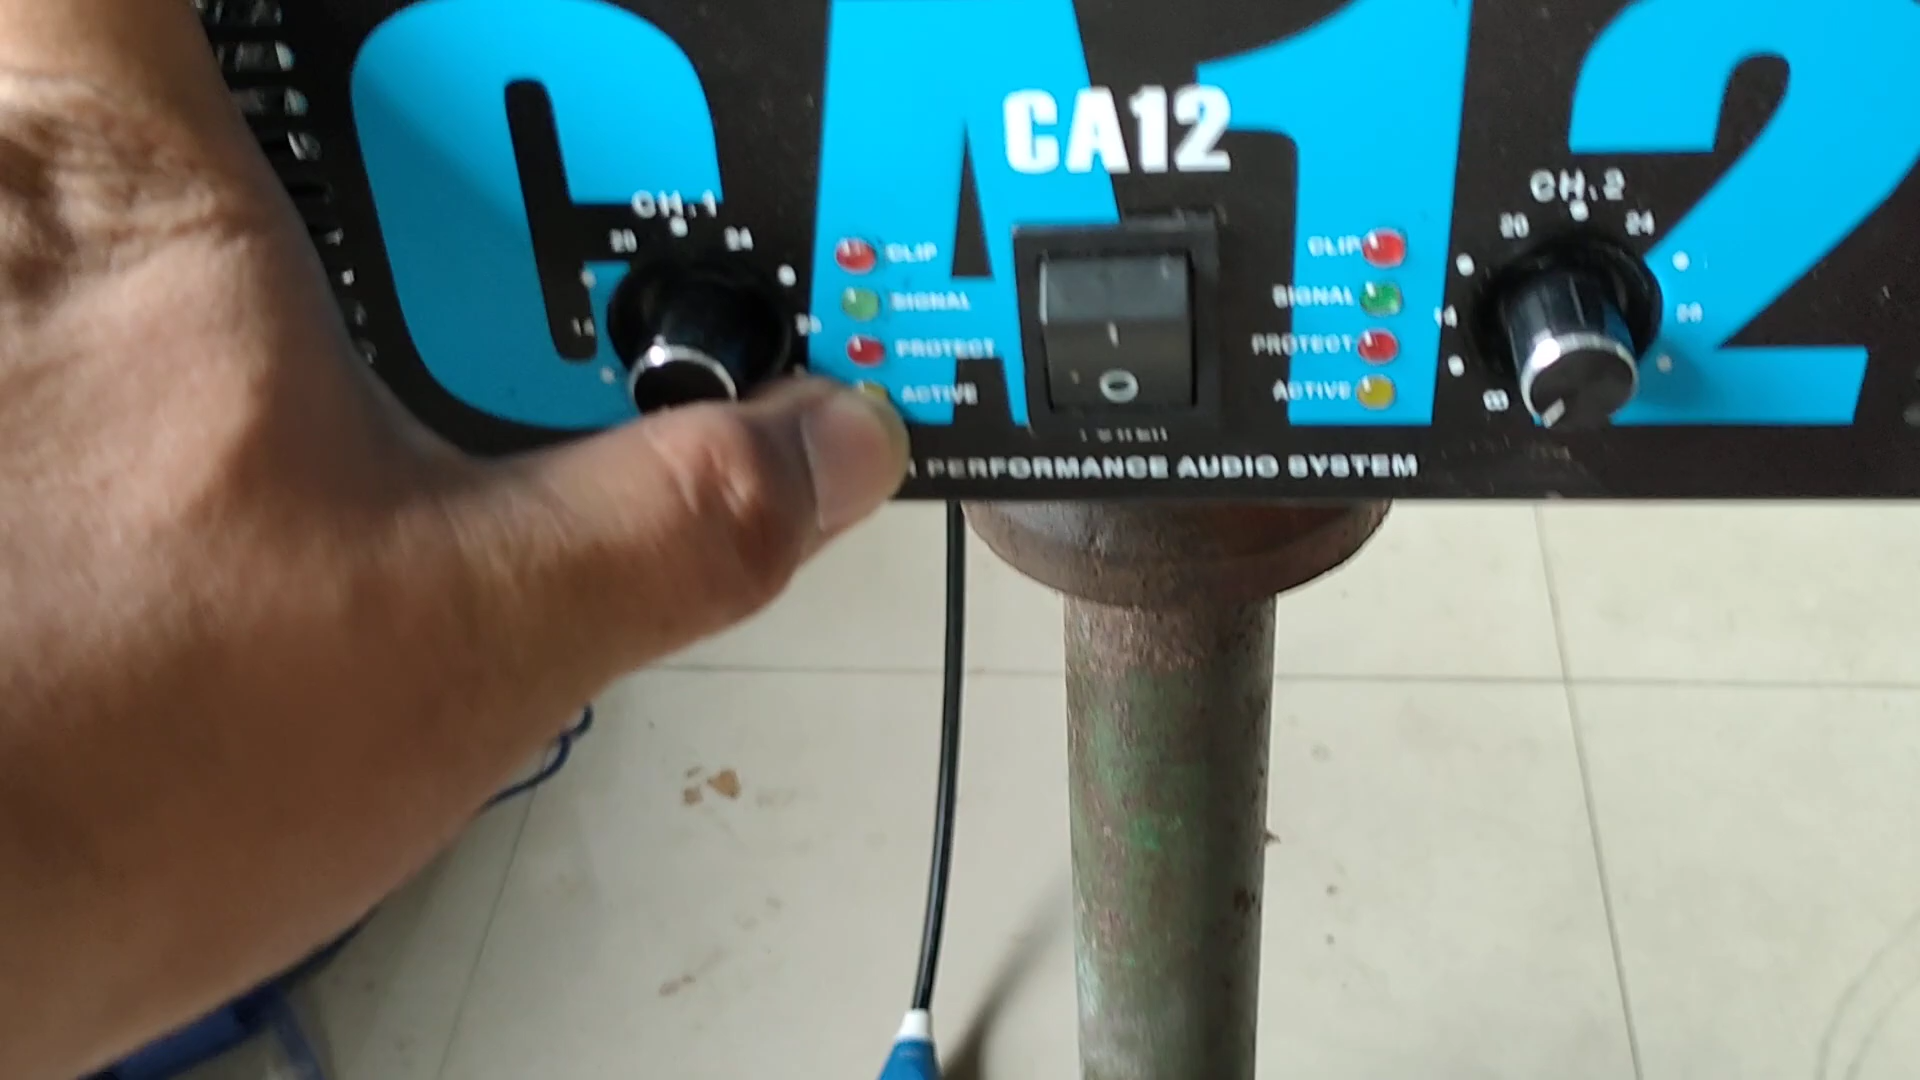 CA12
CA12
CH.1
20 24
14
CLIP
SIGNAL
PROTECT
ACTIVE
CH.2
20 24
14
CLIP
SIGNAL
PROTECT
ACTIVE
PERFORMANCE AUDIO SYSTEM